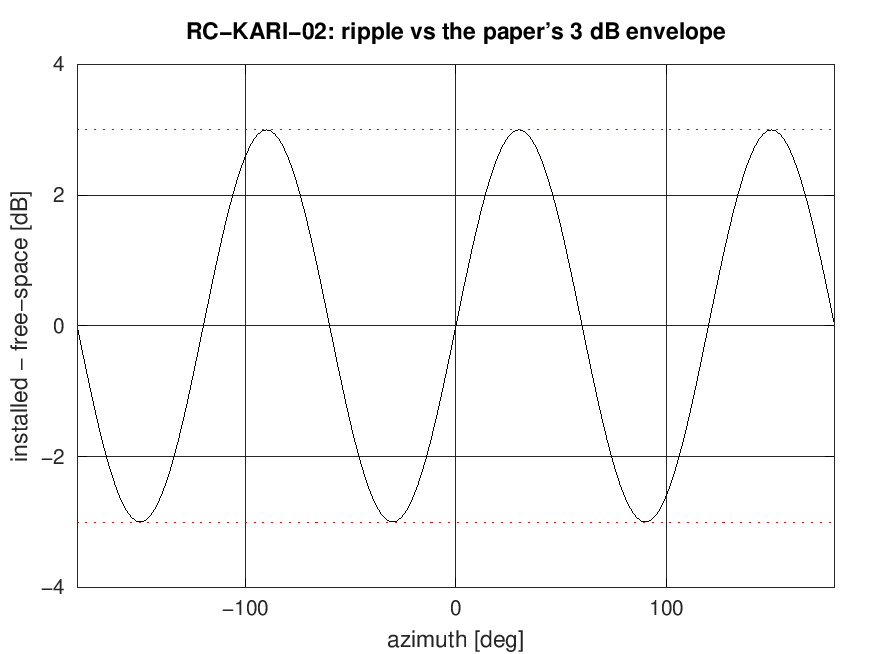 RC−KARI−02: ripple vs the paper's 3 dB envelope
4
2
0
−2
−4
installed − free−space [dB]
−100
0
100
azimuth [deg]